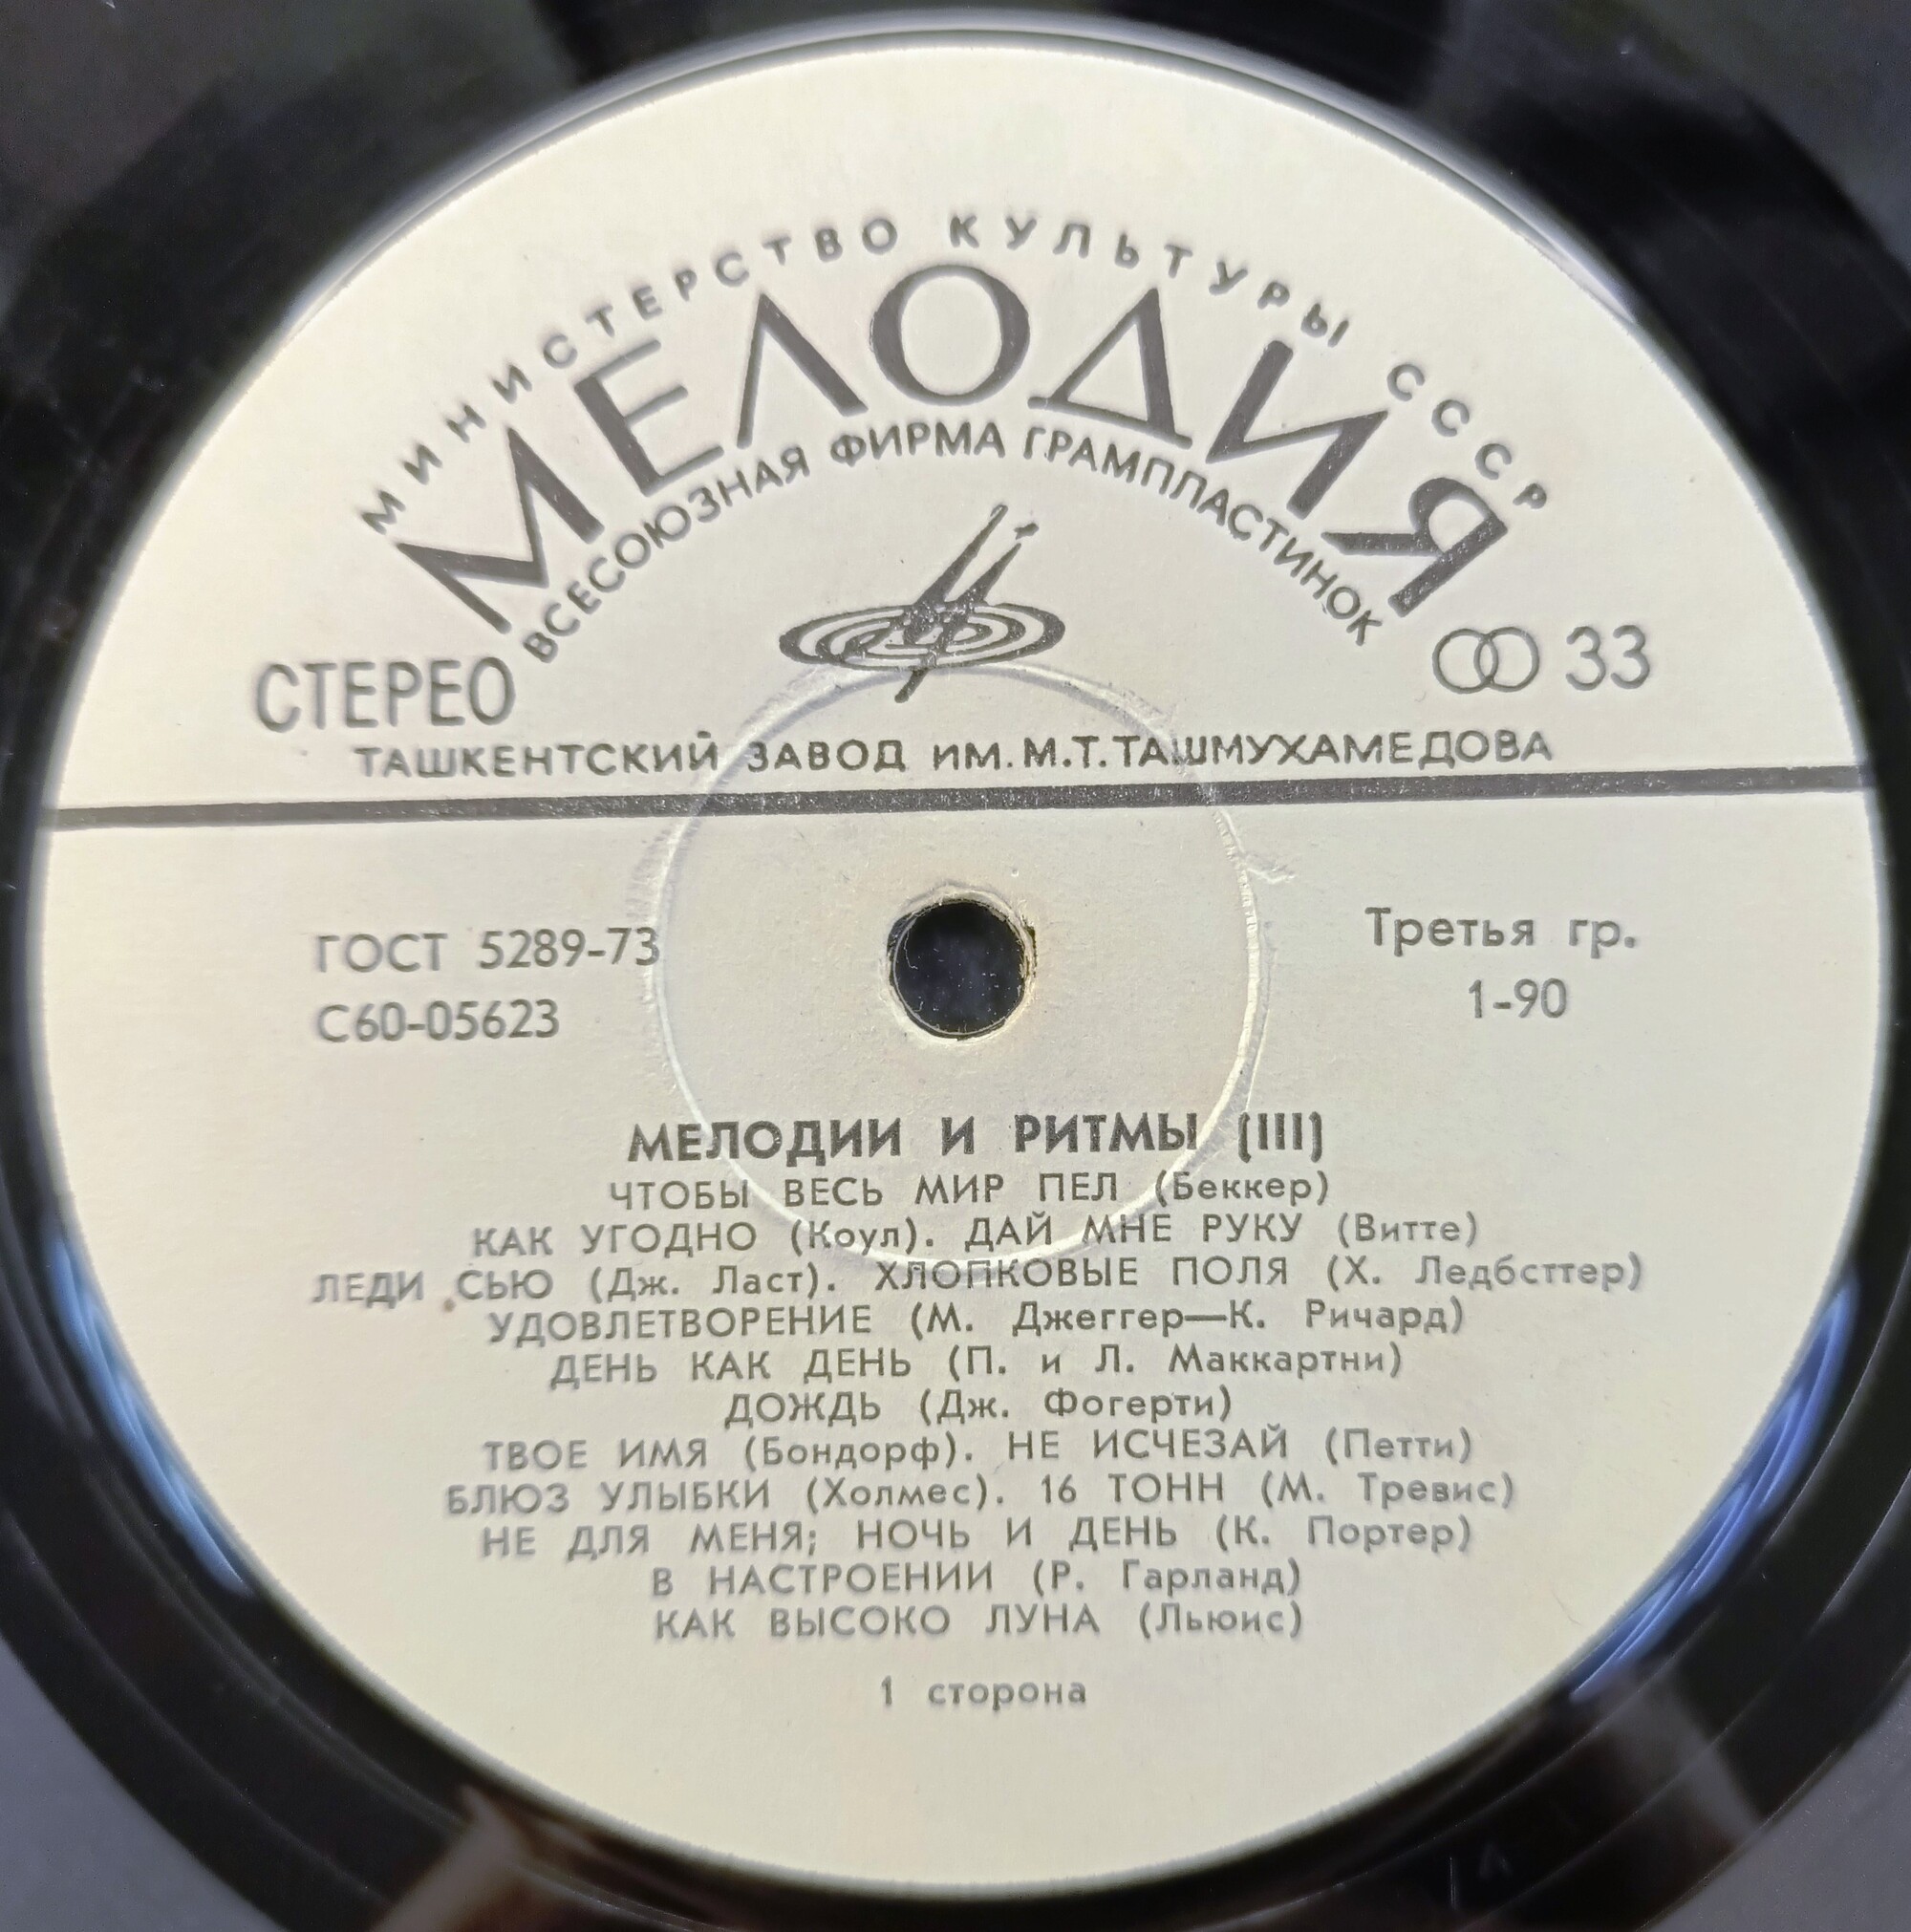 МИНИСТЕРСТВО КУЛЬТУРЫ СССР
МЕЛОДИЯ
ВСЕСОЮЗНАЯ ФИРМА ГРАМПЛАСТИНОК
СТЕРЕО
33
ТАШКЕНТСКИЙ ЗАВОД ИМ. М.Т. ТАШМУХАМЕДОВА
ГОСТ 5289-73
Третья гр.
С60-05623
1-90
МЕЛОДИИ И РИТМЫ (III)
ЧТОБЫ ВЕСЬ МИР ПЕЛ (Беккер)
КАК УГОДНО (Коул). ДАЙ МНЕ РУКУ (Витте)
ЛЕДИ СЬЮ (Дж. Ласт). ХЛОПКОВЫЕ ПОЛЯ (Х. Ледбсттер)
УДОВЛЕТВОРЕНИЕ (М. Джеггер—К. Ричард)
ДЕНЬ КАК ДЕНЬ (П. и Л. Маккартни)
ДОЖДЬ (Дж. Фогерти)
ТВОЕ ИМЯ (Бондорф). НЕ ИСЧЕЗАЙ (Петти)
БЛЮЗ УЛЫБКИ (Холмес). 16 ТОНН (М. Тревис)
НЕ ДЛЯ МЕНЯ; НОЧЬ И ДЕНЬ (К. Портер)
В НАСТРОЕНИИ (Р. Гарланд)
КАК ВЫСОКО ЛУНА (Льюис)
1 сторона